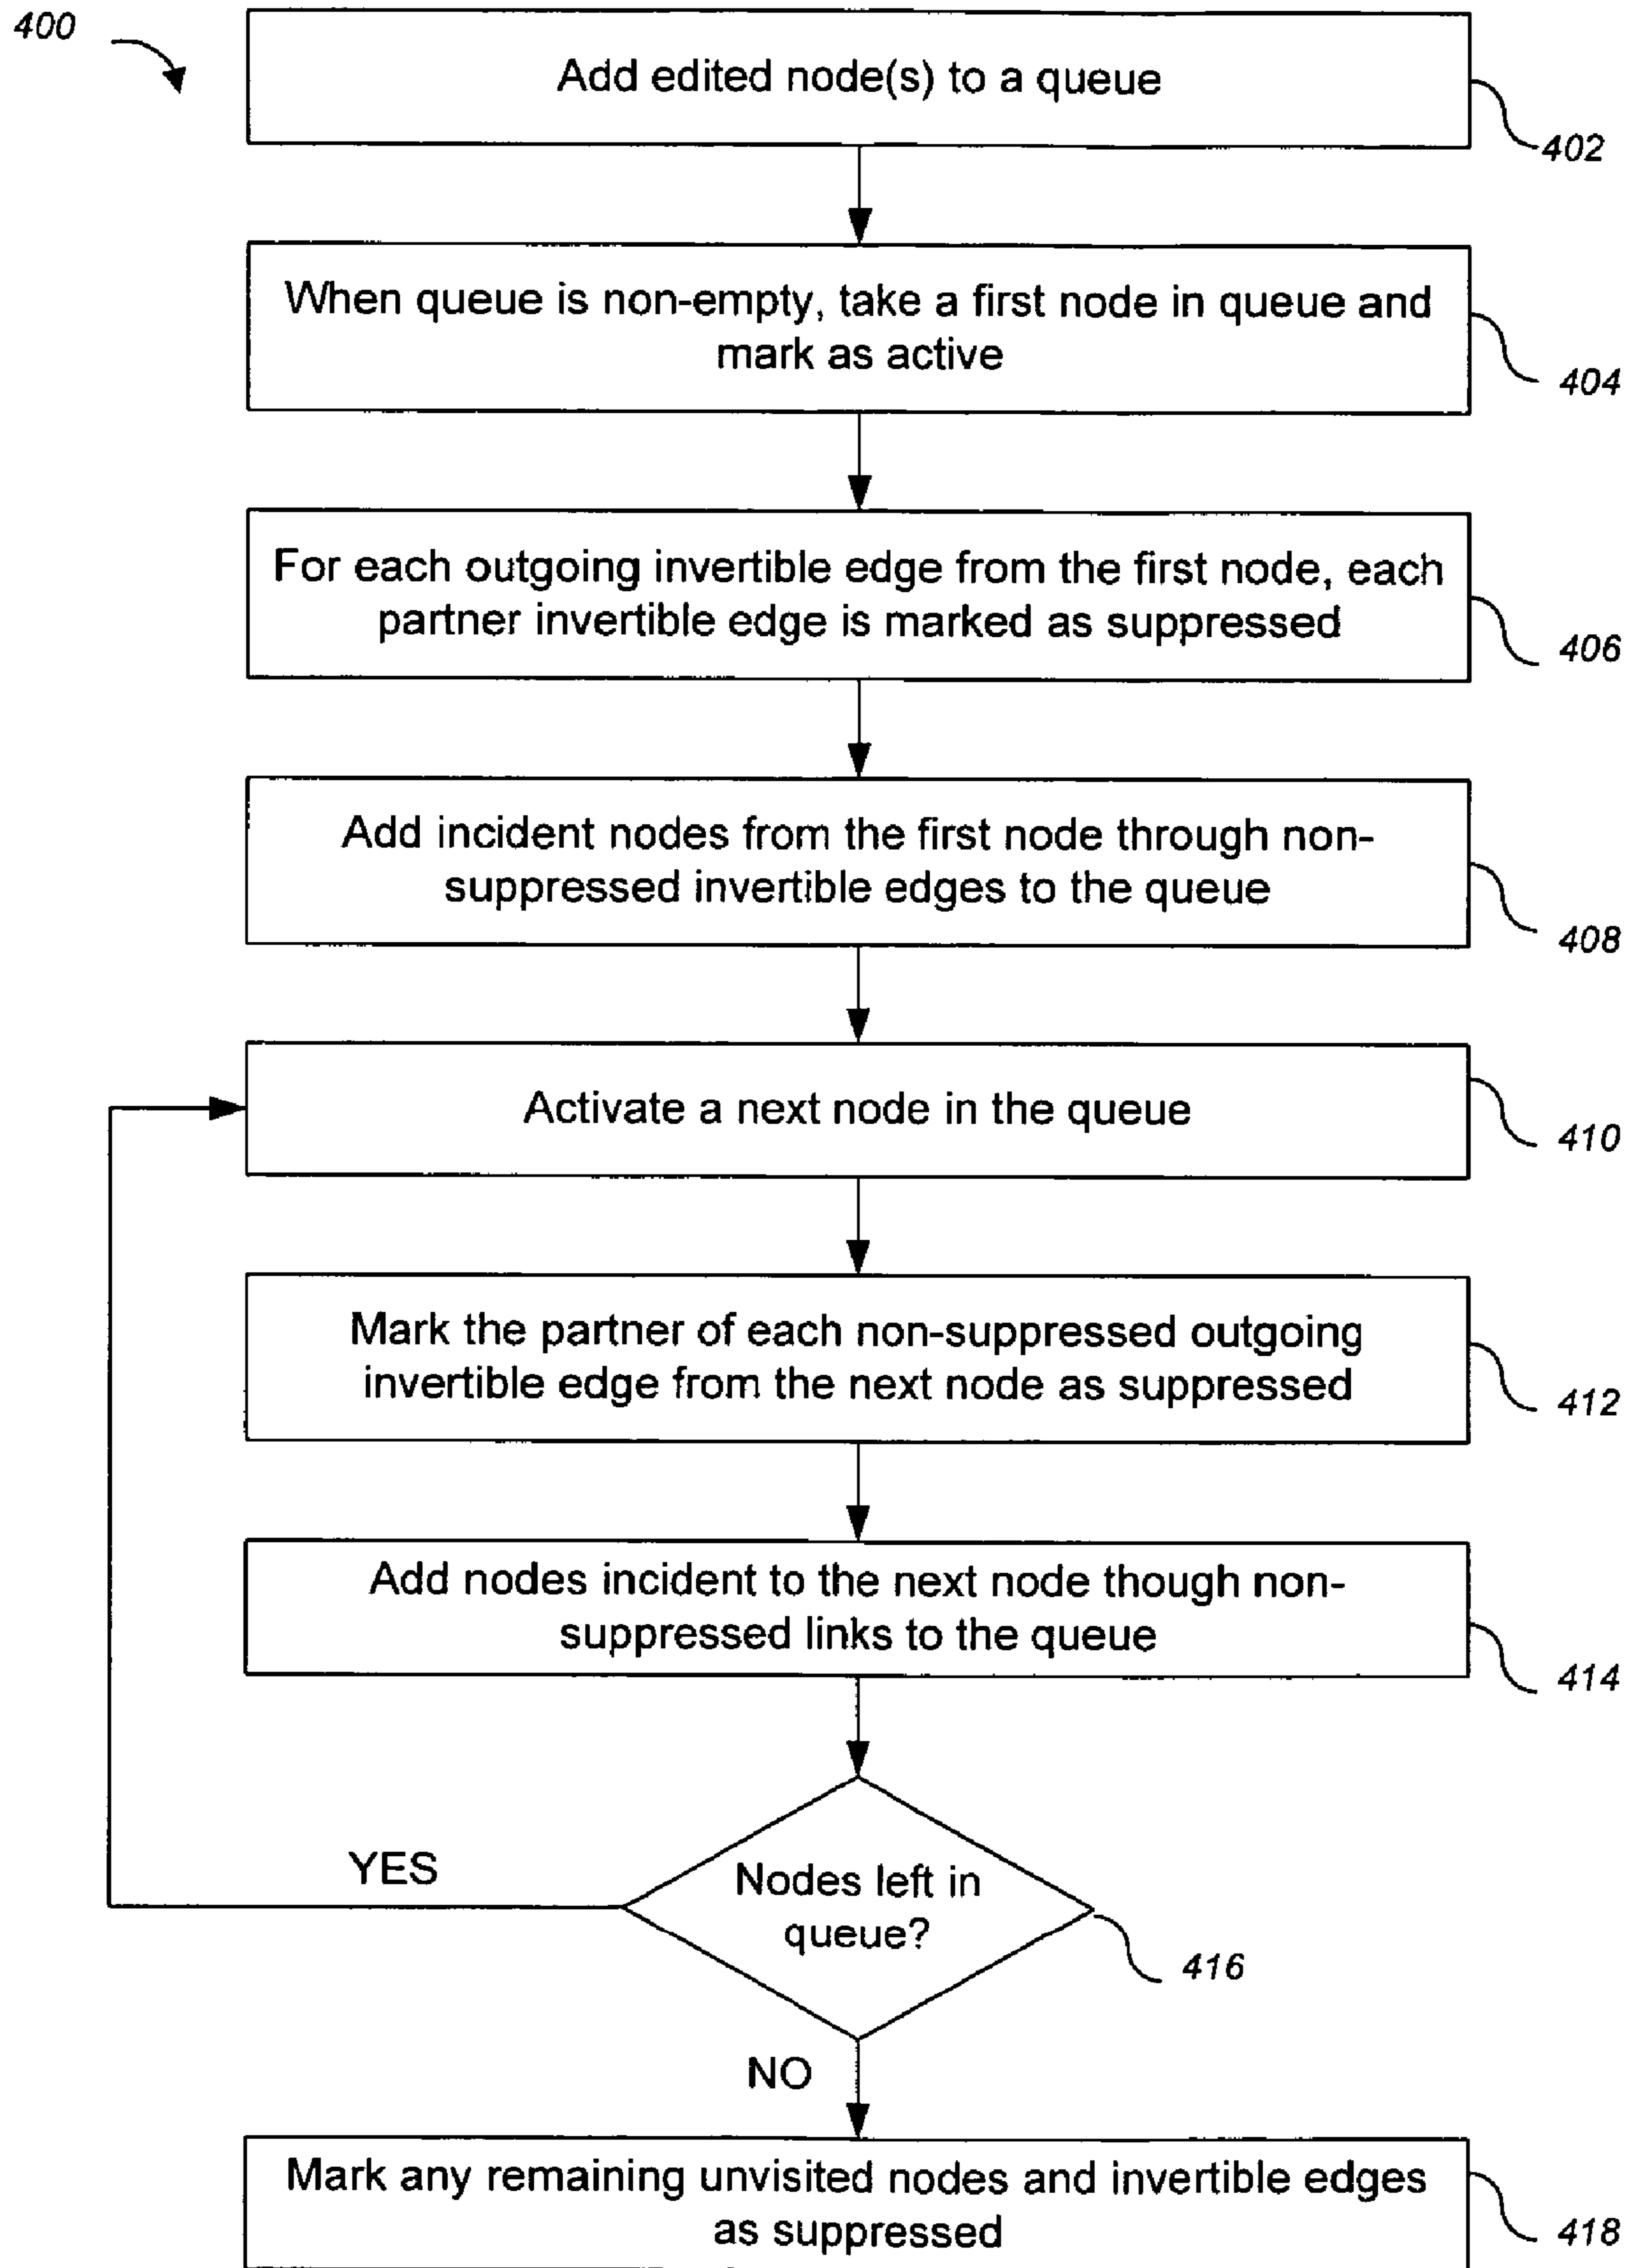 400
Add edited node(s) to a queue
402
When queue is non-empty, take a first node in queue and
mark as active
404
For each outgoing invertible edge from the first node, each
partner invertible edge is marked as suppressed
406
Add incident nodes from the first node through non-
suppressed invertible edges to the queue
408
Activate a next node in the queue
410
Mark the partner of each non-suppressed outgoing
invertible edge from the next node as suppressed
412
Add nodes incident to the next node though non-
suppressed links to the queue
414
YES
Nodes left in
queue?
416
NO
Mark any remaining unvisited nodes and invertible edges
as suppressed
418